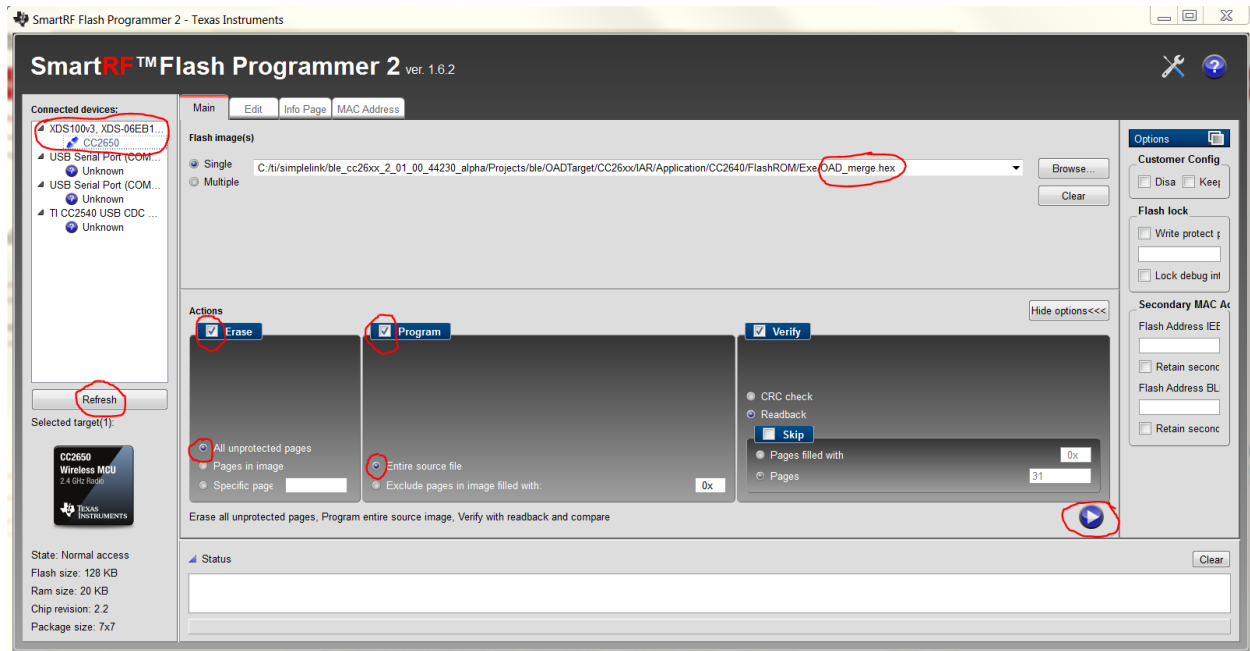 SmartRF Flash Programmer 2 - Texas Instruments
SmartRF™Flash Programmer 2 ver. 1.6.2
Connected devices:
XDS100v3, XDS-06EB1...
CC2650
USB Serial Port (COM...
Unknown
USB Serial Port (COM...
Unknown
TI CC2540 USB CDC ...
Unknown
Refresh
Selected target(1):
CC2650
Wireless MCU
2.4 GHz Radio
TEXAS
INSTRUMENTS
State: Normal access
Flash size: 128 KB
Ram size: 20 KB
Chip revision: 2.2
Package size: 7x7
Main Edit Info Page MAC Address
Flash image(s)
Single C:/ti/simplelink/ble_cc26xx_2_01_00_44230_alpha/Projects/ble/OADTarget/CC26xx/IAR/Application/CC2640/FlashROM/Exe/OAD_merge.hex Browse...
Multiple
Clear
Actions Hide options<<<
Erase Program Verify
CRC check
Readback
Skip
All unprotected pages
Pages in image
Specific page
Entire source file
Exclude pages in image filled with: 0x
Pages filled with 0x
Pages 31
Erase all unprotected pages, Program entire source image, Verify with readback and compare
Status Clear
Options
Customer Config
Disa Keep
Flash lock
Write protect p
Lock debug int
Secondary MAC Ac
Flash Address IEE
Retain seconc
Flash Address BL
Retain seconc